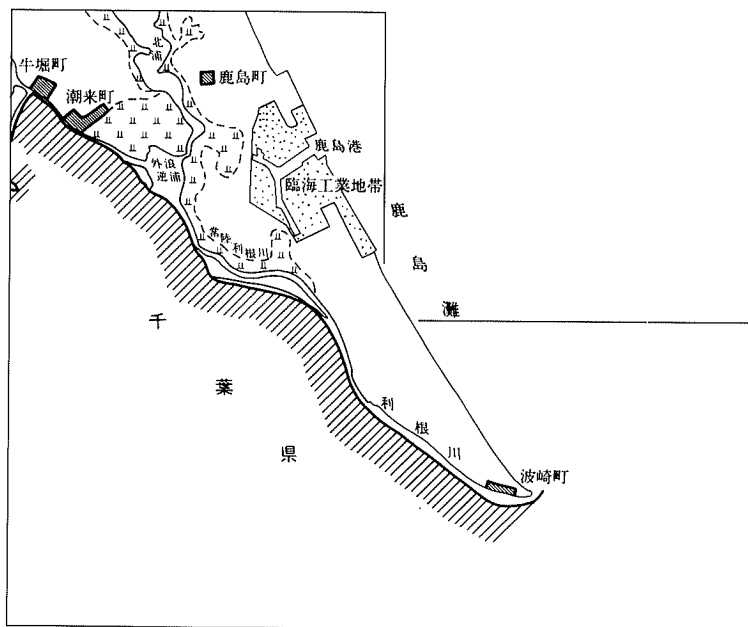 北浦
牛堀町
鹿島町
潮来町
鹿島港
外浪逆浦
臨海工業地帯
鹿島灘
常陸利根川
千葉県
利根川
波崎町